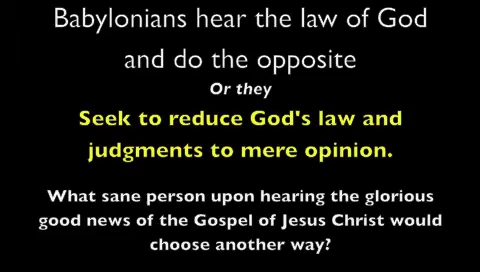 Babylonians hear the law of God
and do the opposite
Or they
Seek to reduce God's law and
judgments to mere opinion.
What sane person upon hearing the glorious
good news of the Gospel of Jesus Christ would
choose another way?